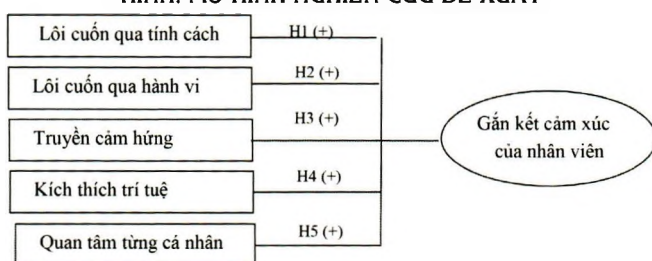 Lôi cuốn qua tính cách
H1 (+)
Lôi cuốn qua hành vi
H2 (+)
Truyền cảm hứng
H3 (+)
Kích thích trí tuệ
H4 (+)
Quan tâm từng cá nhân
H5 (+)
Gắn kết cảm xúc
của nhân viên